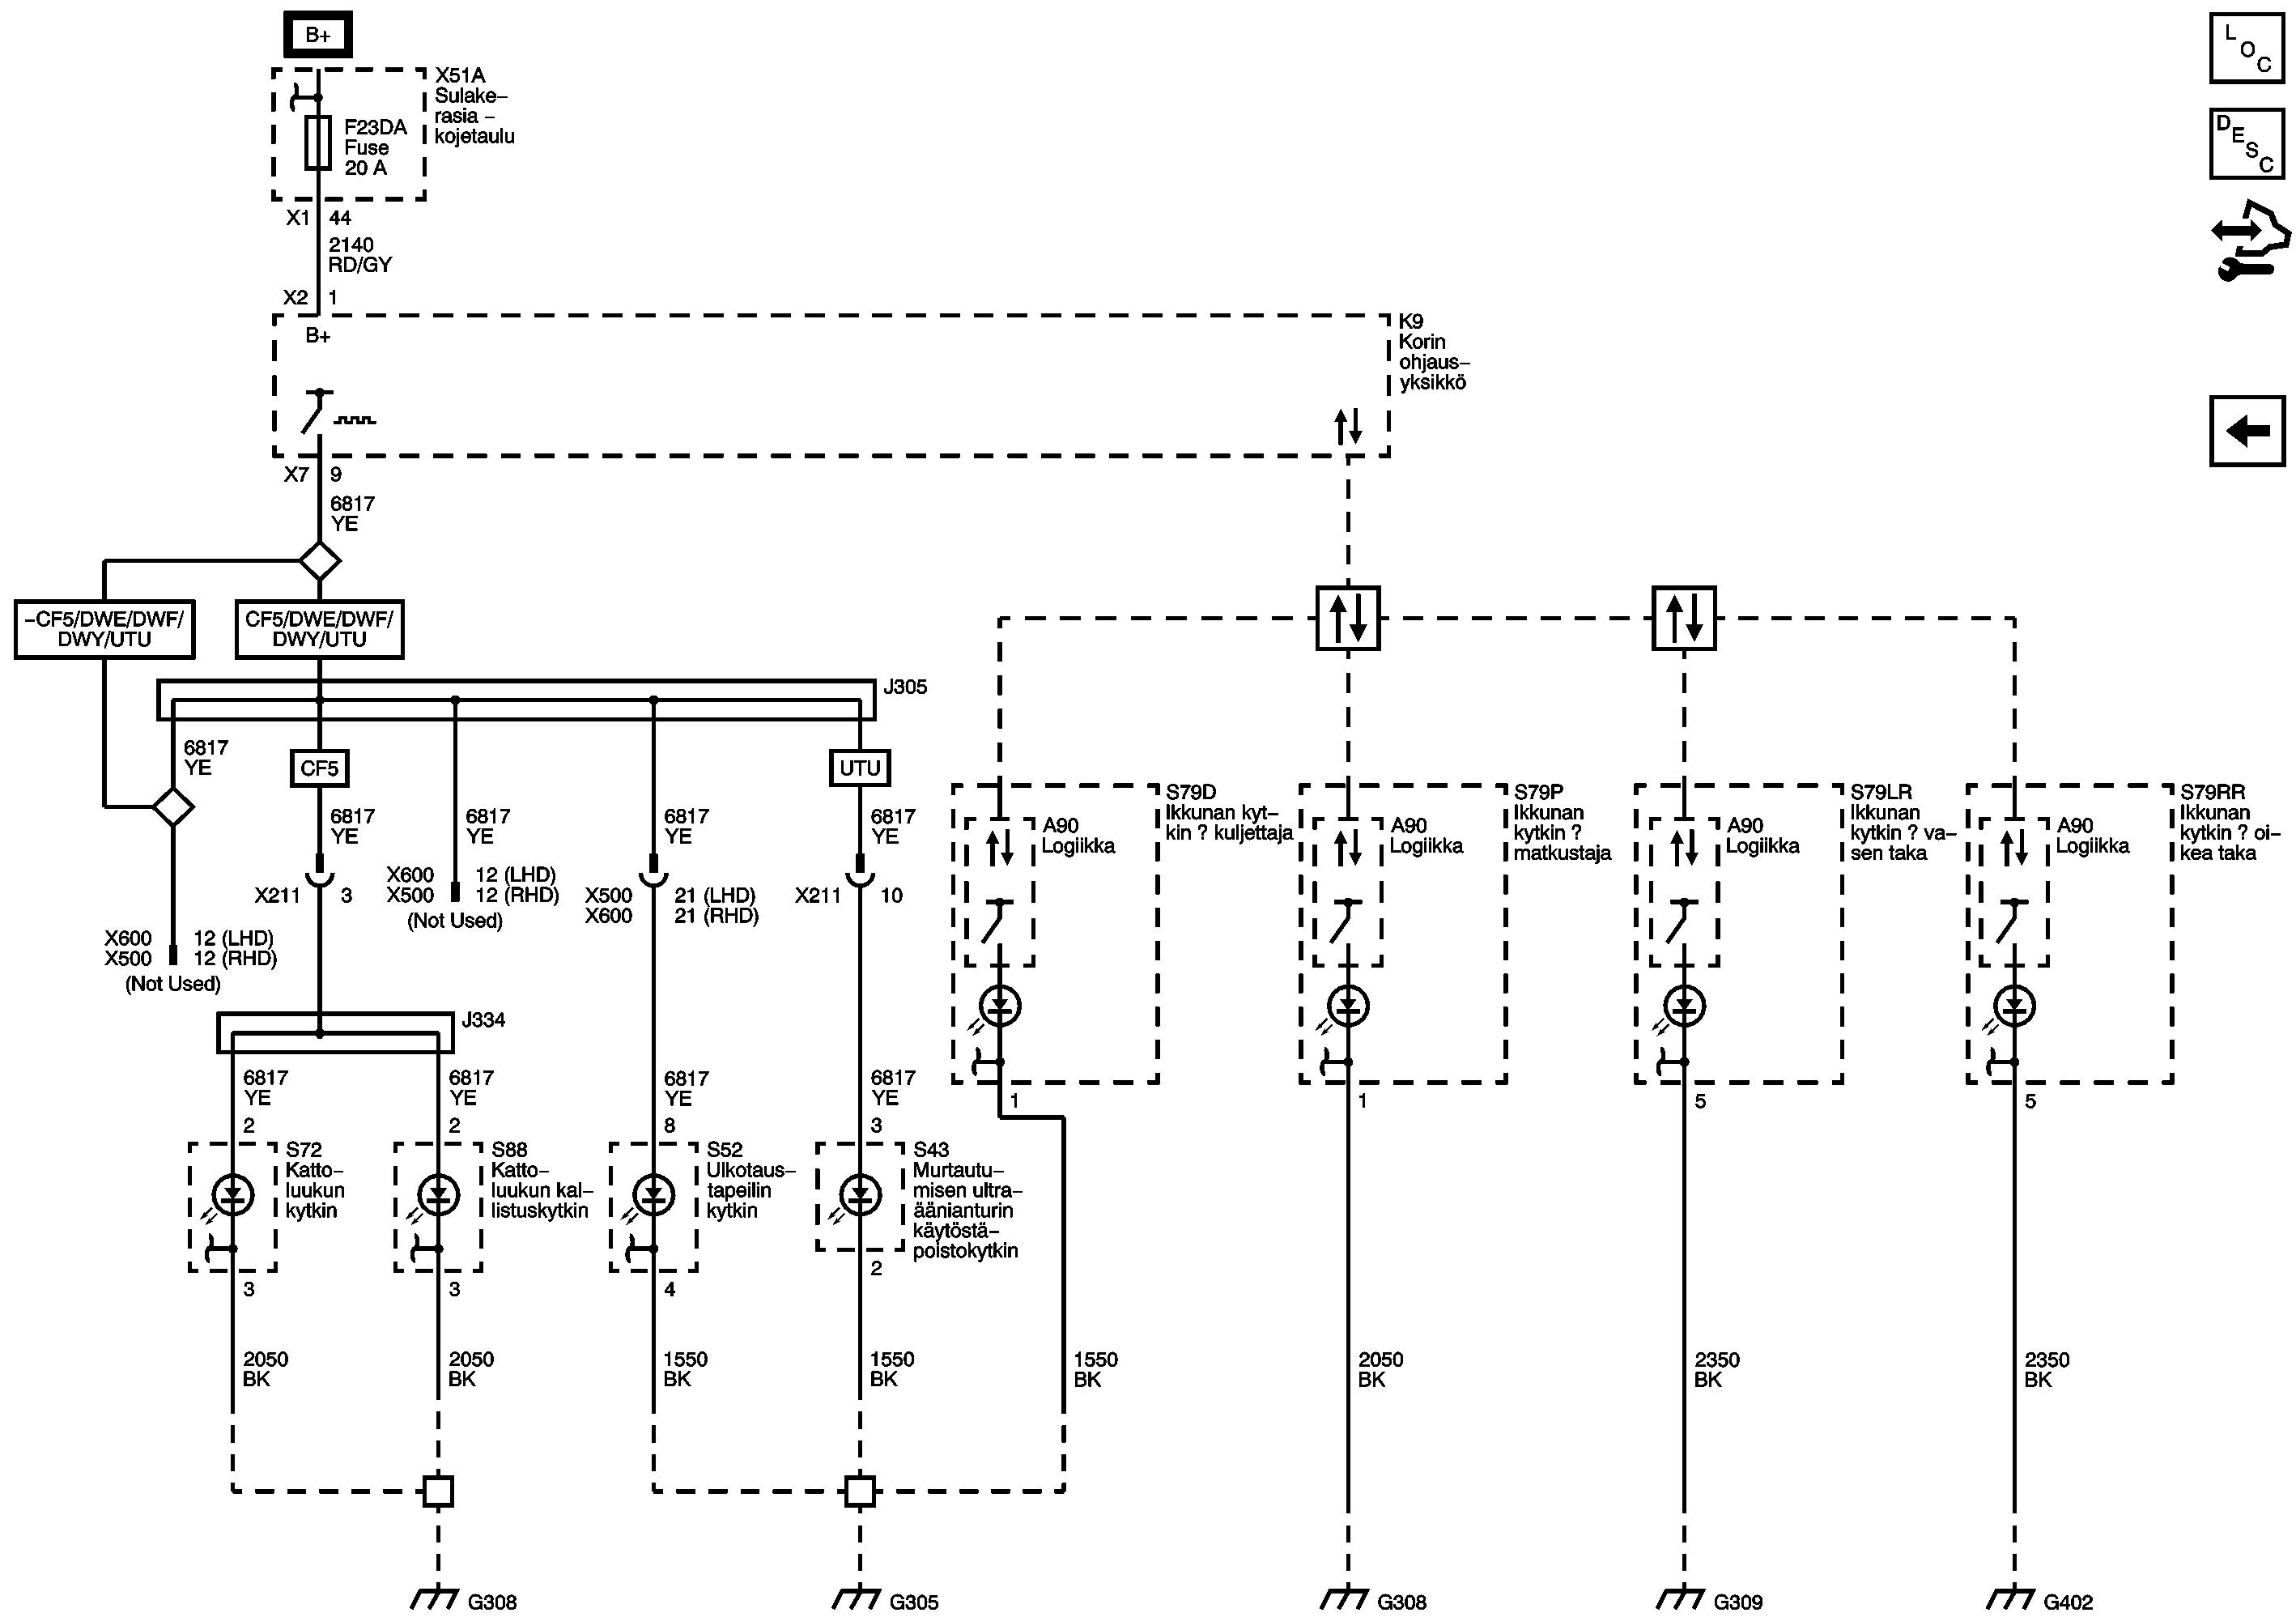 B+
X51A
Sulake–
rasia –
kojetaulu
F23DA
Fuse
20 A
X1 44
2140
RD/GY
X2 1
B+
K9
Korin
ohjaus–
yksikkö
X7 9
6817
YE
–CF5/DWE/DWF/
DWY/UTU
CF5/DWE/DWF/
DWY/UTU
J305
6817
YE
CF5
UTU
6817
YE
6817
YE
6817
YE
6817
YE
X211 3
X600 12 (LHD)
X500 12 (RHD)
(Not Used)
X500 21 (LHD)
X600 21 (RHD)
X211 10
X600 12 (LHD)
X500 12 (RHD)
(Not Used)
J334
6817
YE
2
6817
YE
2
6817
YE
8
6817
YE
3
S72
Katto–
luukun
kytkin
S88
Katto–
luukun kal–
listuskytkin
S52
Ulkotaus–
tapeilin
kytkin
S43
Murtautu–
misen ultra–
äänianturin
käytöstä–
poistokytkin
3
3
4
2
2050
BK
2050
BK
1550
BK
1550
BK
1550
BK
2050
BK
2350
BK
2350
BK
S79D
Ikkunan kyt–
kin ? kuljettaja
A90
Logiikka
1
S79P
Ikkunan
kytkin ?
matkustaja
A90
Logiikka
1
S79LR
Ikkunan
kytkin ? va–
sen taka
A90
Logiikka
5
S79RR
Ikkunan
kytkin ? oi–
kea taka
A90
Logiikka
5
G308
G305
G308
G309
G402
LOC
DESC